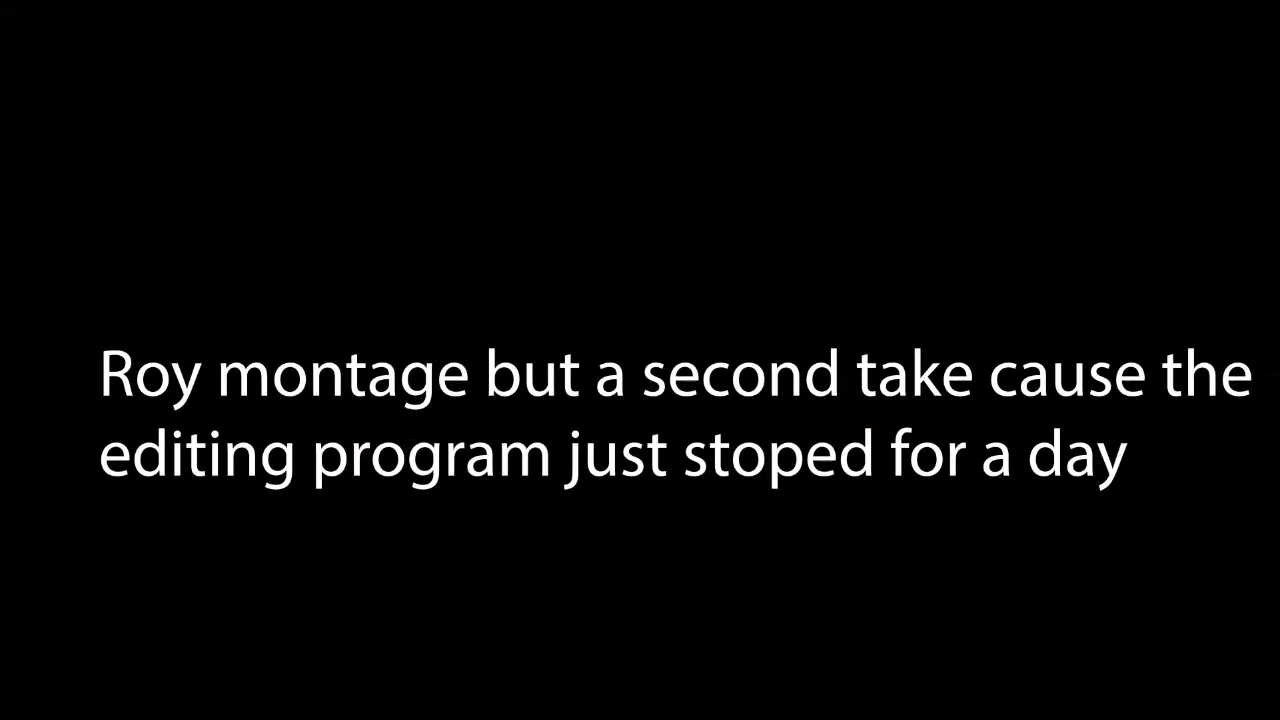 Roy montage but a second take cause the
editing program just stoped for a day